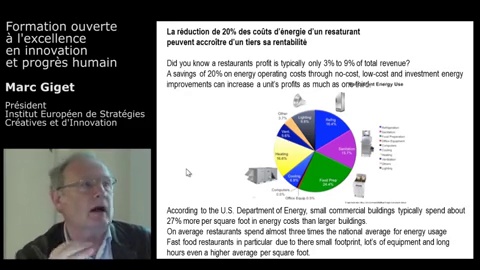 Formation ouverte
à l'excellence
en innovation
et progrès humain
Marc Giget
Président
Institut Européen de Stratégies
Créatives et d'Innovation
La réduction de 20% des coûts d'énergie d'un resaturant
peuvent accroître d'un tiers sa rentabilité
Did you know a restaurants profit is typically only 3% to 9% of total revenue?
A savings of 20% on energy operating costs through no-cost, low-cost and investment energy
improvements can increase a unit's profits as much as one-third.
Energy Use
Lighting
Other
Vent
Heating
Cooling
Computers
Office Equip
Refrig
Sanitation
Food Prep
According to the U.S. Department of Energy, small commercial buildings typically spend about
27% more per square foot in energy costs than larger buildings.
On average restaurants spend almost three times the national average for energy usage
Fast food restaurants in particular due to there small footprint, lot's of equipment and long
hours even a higher average per square foot.